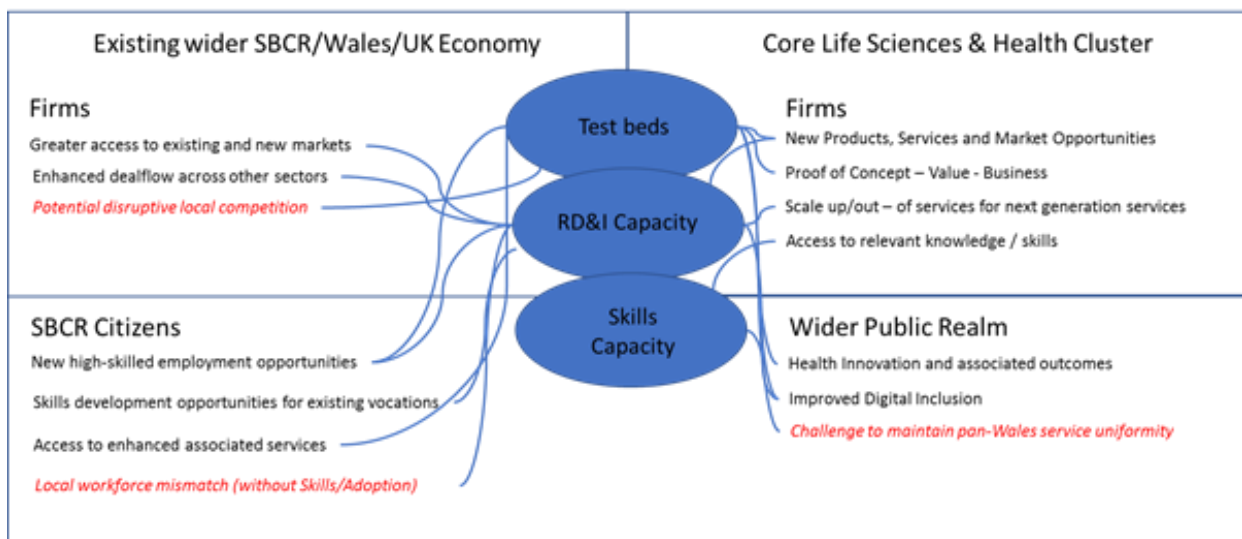 Existing wider SBCR/Wales/UK Economy
Core Life Sciences & Health Cluster
Firms
Greater access to existing and new markets
Enhanced dealflow across other sectors
Potential disruptive local competition
Test beds
RD&I Capacity
Skills
Capacity
Firms
New Products, Services and Market Opportunities
Proof of Concept – Value - Business
Scale up/out – of services for next generation services
Access to relevant knowledge / skills
SBCR Citizens
New high-skilled employment opportunities
Skills development opportunities for existing vocations
Access to enhanced associated services
Local workforce mismatch (without Skills/Adoption)
Wider Public Realm
Health Innovation and associated outcomes
Improved Digital Inclusion
Challenge to maintain pan-Wales service uniformity